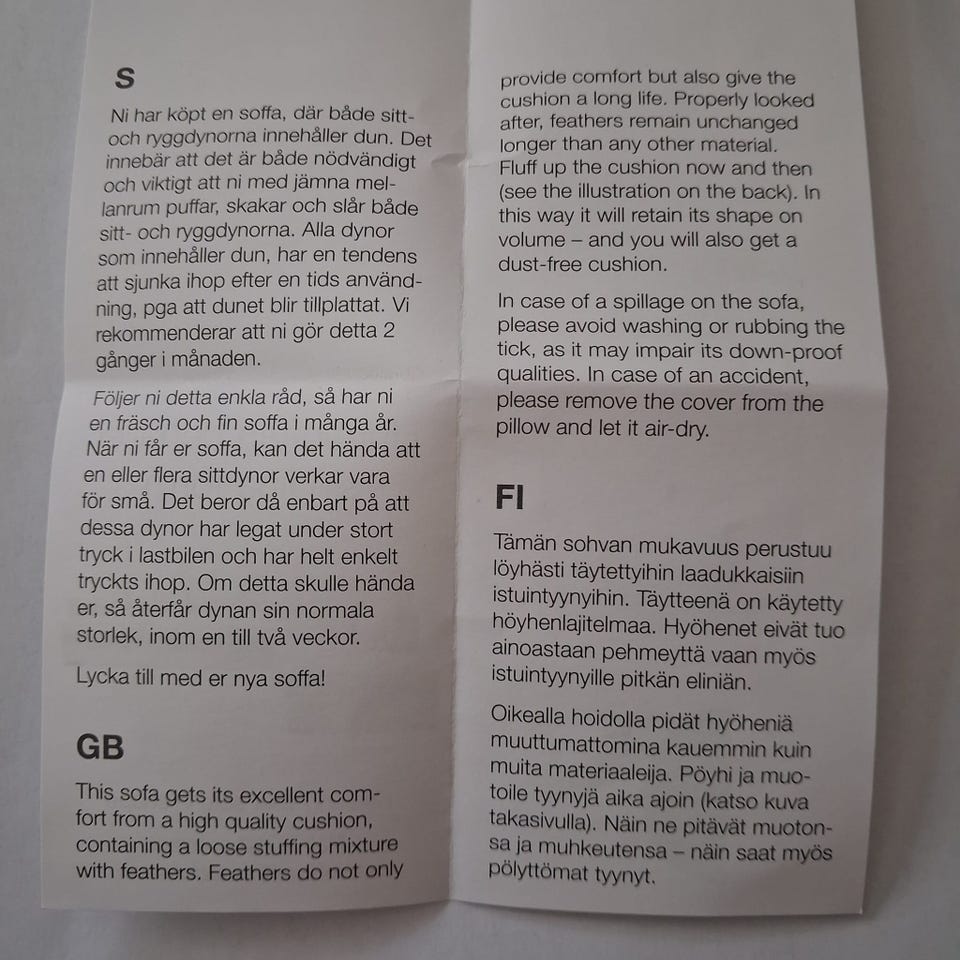 S
Ni har köpt en soffa, där både sitt-
och ryggdynorna innehåller dun. Det
innebär att det är både nödvändigt
och viktigt att ni med jämna mel-
lanrum puffar, skakar och slår både
sitt- och ryggdynorna. Alla dynor
som innehåller dun, har en tendens
att sjunka ihop efter en tids använd-
ning, pga att dunet blir tillplattat. Vi
rekommenderar att ni gör detta 2
gånger i månaden.
Följer ni detta enkla råd, så har ni
en fräsch och fin soffa i många år.
När ni får er soffa, kan det hända att
en eller flera sittdynor verkar vara
för små. Det beror då enbart på att
dessa dynor har legat under stort
tryck i lastbilen och har helt enkelt
tryckts ihop. Om detta skulle hända
er, så återfår dynan sin normala
storlek, inom en till två veckor.
Lycka till med er nya soffa!
GB
This sofa gets its excellent com-
fort from a high quality cushion,
containing a loose stuffing mixture
with feathers. Feathers do not only
provide comfort but also give the
cushion a long life. Properly looked
after, feathers remain unchanged
longer than any other material.
Fluff up the cushion now and then
(see the illustration on the back). In
this way it will retain its shape on
volume – and you will also get a
dust-free cushion.
In case of a spillage on the sofa,
please avoid washing or rubbing the
tick, as it may impair its down-proof
qualities. In case of an accident,
please remove the cover from the
pillow and let it air-dry.
FI
Tämän sohvan mukavuus perustuu
löyhästi täytettyihin laadukkaisiin
istuintyynyihin. Täytteenä on käytetty
höyhenlajitelmaa. Hyöhenet eivät tuo
ainoastaan pehmeyttä vaan myös
istuintyynyille pitkän eliniän.
Oikealla hoidolla pidät hyöheniä
muuttumattomina kauemmin kuin
muita materiaaleija. Pöyhi ja muo-
toile tyynyjä aika ajoin (katso kuva
takasivulla). Näin ne pitävät muoton-
sa ja muhkeutensa – näin saat myös
pölyttömat tyynyt.